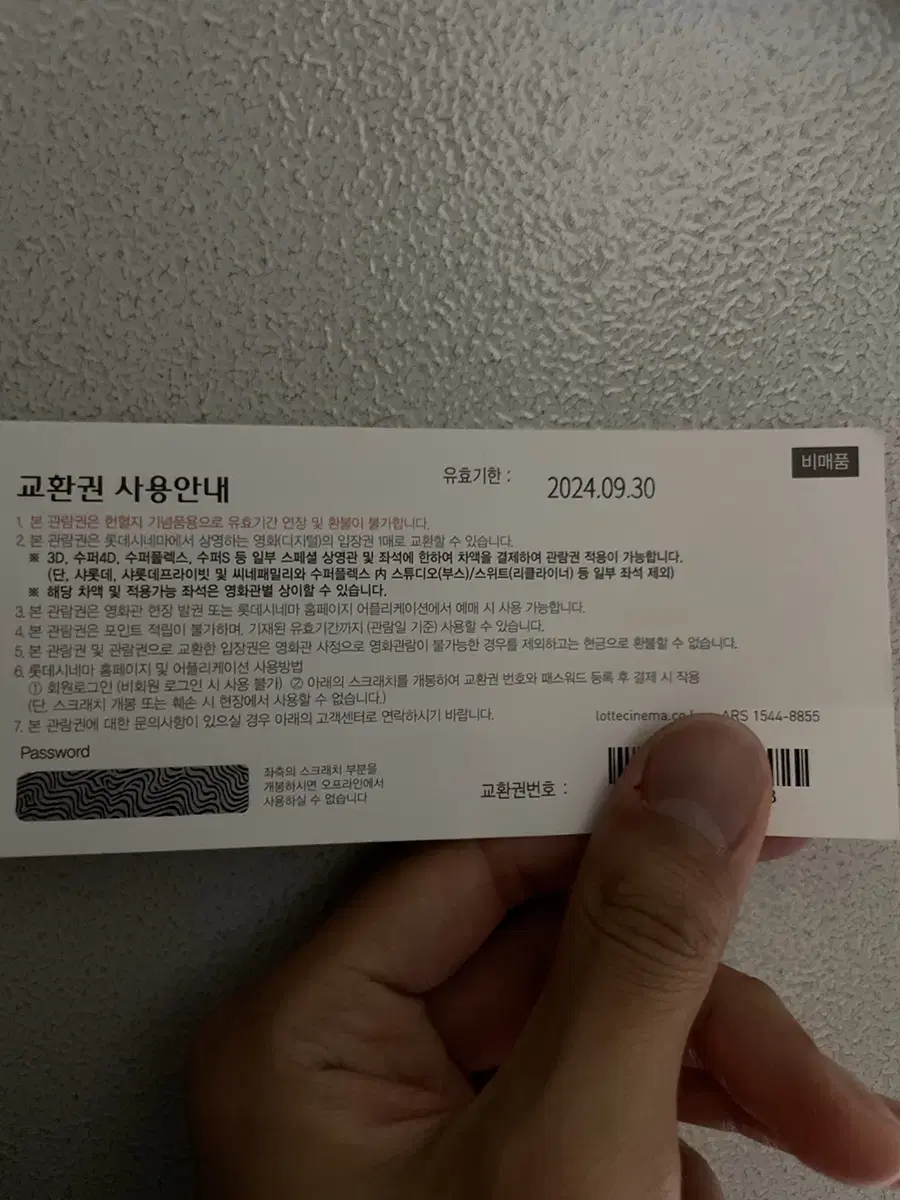 교환권 사용안내
유효기한 :
2024.09.30
비매품
1. 본 관람권은 헌혈지 기념품용으로 유효기간 연장 및 환불이 불가합니다.
2. 본 관람권은 롯데시네마에서 상영하는 영화(디지털)의 입장권 1매로 교환할 수 있습니다.
※ 3D, 수퍼4D, 수퍼플렉스, 수퍼S 등 일부 스페셜 상영관 및 좌석에 한하여 차액을 결제하여 관람권 적용이 가능합니다.
(단, 샤롯데, 샤롯데프라이빗 및 씨네패밀리와 수퍼플렉스 内 스튜디오(부스)/스위트(리클라이너) 등 일부 좌석 제외)
※ 해당 차액 및 적용가능 좌석은 영화관별 상이할 수 있습니다.
3. 본 관람권은 영화관 현장 발권 또는 롯데시네마 홈페이지 어플리케이션에서 예매 시 사용 가능합니다.
4. 본 관람권은 포인트 적립이 불가하며, 기재된 유효기간까지 (관람일 기준) 사용할 수 있습니다.
5. 본 관람권 및 관람권으로 교환한 입장권은 영화관 사정으로 영화관람이 불가능한 경우를 제외하고는 현금으로 환불할 수 없습니다.
6. 롯데시네마 홈페이지 및 어플리케이션 사용방법
① 회원로그인 (비회원 로그인 시 사용 불가) ② 아래의 스크래치를 개봉하여 교환권 번호와 패스워드 등록 후 결제 시 적용
(단, 스크래치 개봉 또는 훼손 시 현장에서 사용할 수 없습니다.)
7. 본 관람권에 대한 문의사항이 있으실 경우 아래의 고객센터로 연락하시기 바랍니다.
lottecinema.co ARS 1544-8855
Password
좌측의 스크래치 부분을
개봉하시면 오프라인에서
사용하실 수 없습니다
교환권번호 :